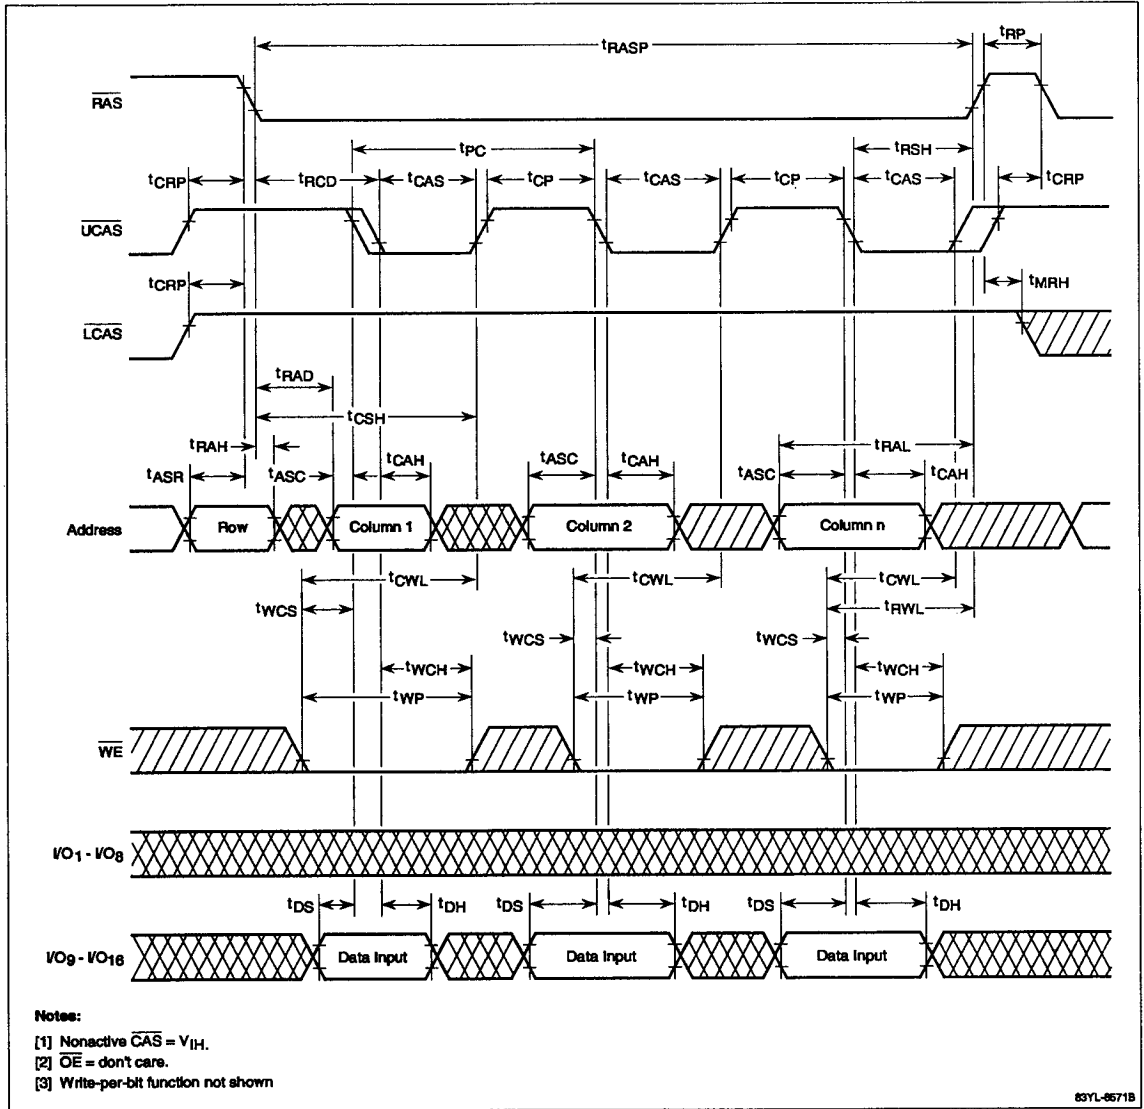 tRASP tRP
RAS
tPC tRSH
tCRP tRCD tCAS tCP tCAS tCP tCAS tCRP
UCAS
tCRP tMRH
LCAS
tRAD
tCSH
tRAH tRAL
tASR tASC tCAH tASC tCAH tASC tCAH
Address Row Column 1 Column 2 Column n
tCWL tCWL tCWL
tWCS tRWL
tWCS tWCS
tWCH tWCH tWCH
tWP tWP tWP
WE
I/O1 - I/O8
tDS tDH tDS tDH tDS tDH
I/O9 - I/O16 Data Input Data Input Data Input
Notes:
[1] Nonactive CAS = VIH.
[2] OE = don't care.
[3] Write-per-bit function not shown
83YL-6571B